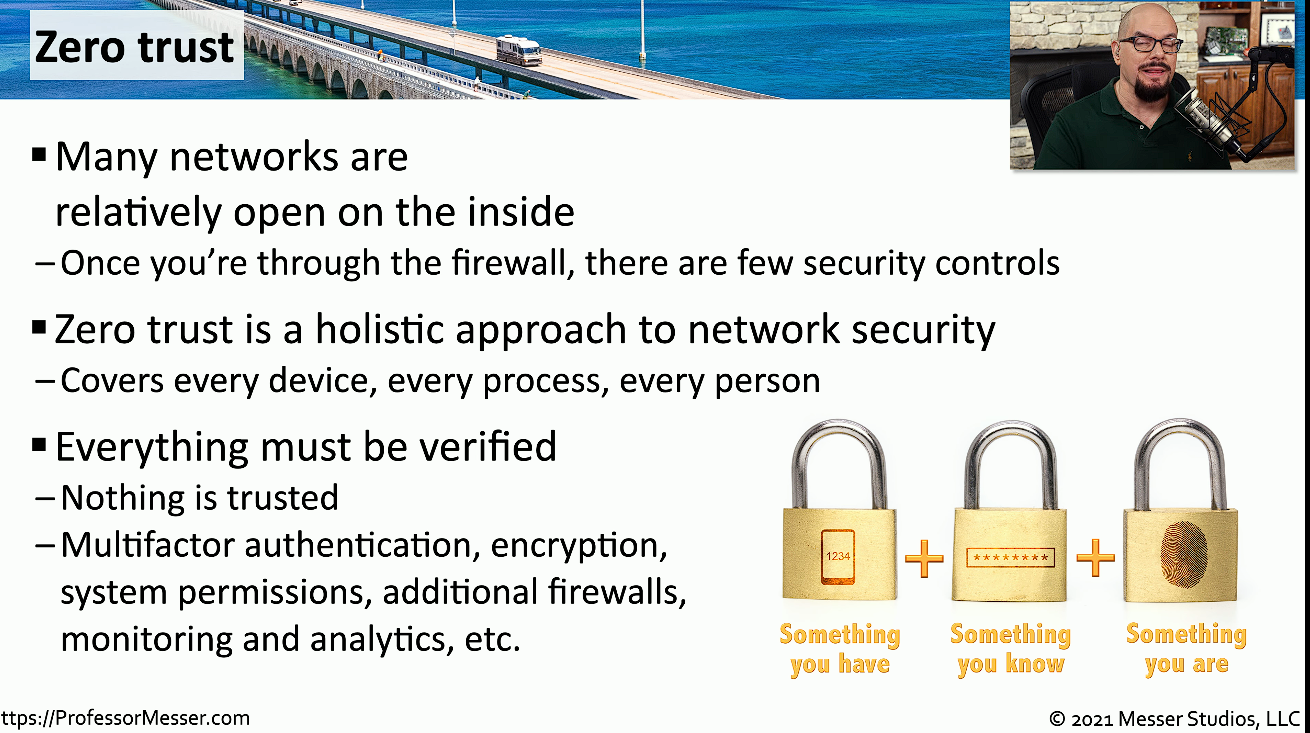 Zero trust
▪Many networks are
relatively open on the inside
–Once you’re through the firewall, there are few security controls
▪Zero trust is a holistic approach to network security
–Covers every device, every process, every person
▪Everything must be verified
–Nothing is trusted
–Multifactor authentication, encryption,
system permissions, additional firewalls,
monitoring and analytics, etc.
1234
+
********
+
Something
you have
Something
you know
Something
you are
ttps://ProfessorMesser.com
© 2021 Messer Studios, LLC